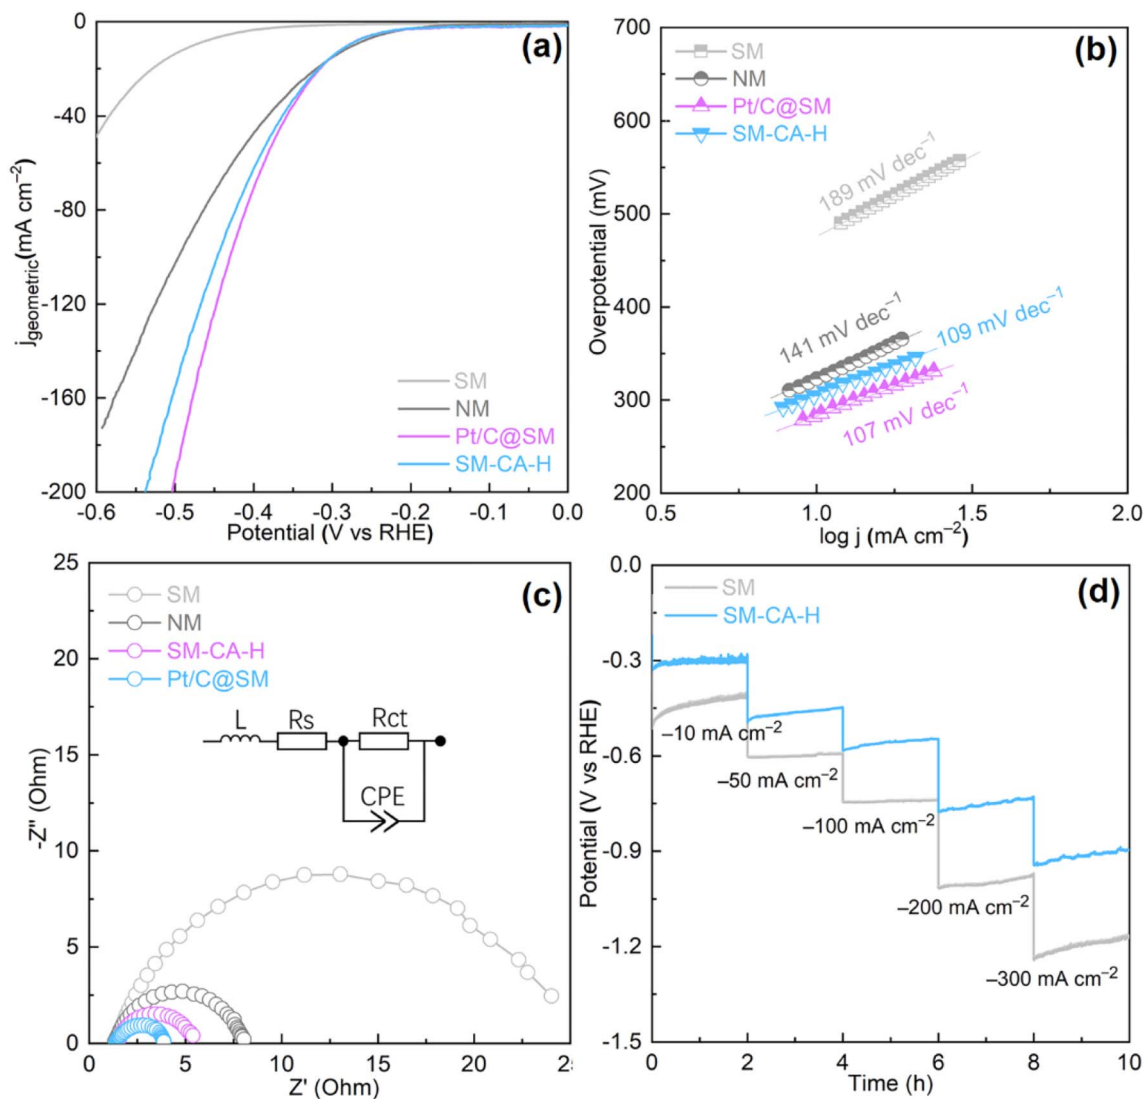 (a)
0
-40
-80
-120
-160
-200
j_geometric(mA cm⁻²)
SM
NM
Pt/C@SM
SM-CA-H
-0.6 -0.5 -0.4 -0.3 -0.2 -0.1 0.0
Potential (V vs RHE)
(b)
700
600
500
400
300
200
Overpotential (mV)
SM
NM
Pt/C@SM
SM-CA-H
189 mV dec⁻¹
141 mV dec⁻¹
109 mV dec⁻¹
107 mV dec⁻¹
0.5 1.0 1.5 2.0
log j (mA cm⁻²)
(c)
25
20
15
10
5
0
-Z" (Ohm)
SM
NM
SM-CA-H
Pt/C@SM
L Rs Rct
CPE
0 5 10 15 20 25
Z' (Ohm)
(d)
0.0
-0.3
-0.6
-0.9
-1.2
-1.5
Potential (V vs RHE)
SM
SM-CA-H
–10 mA cm⁻²
–50 mA cm⁻²
–100 mA cm⁻²
–200 mA cm⁻²
–300 mA cm⁻²
0 2 4 6 8 10
Time (h)